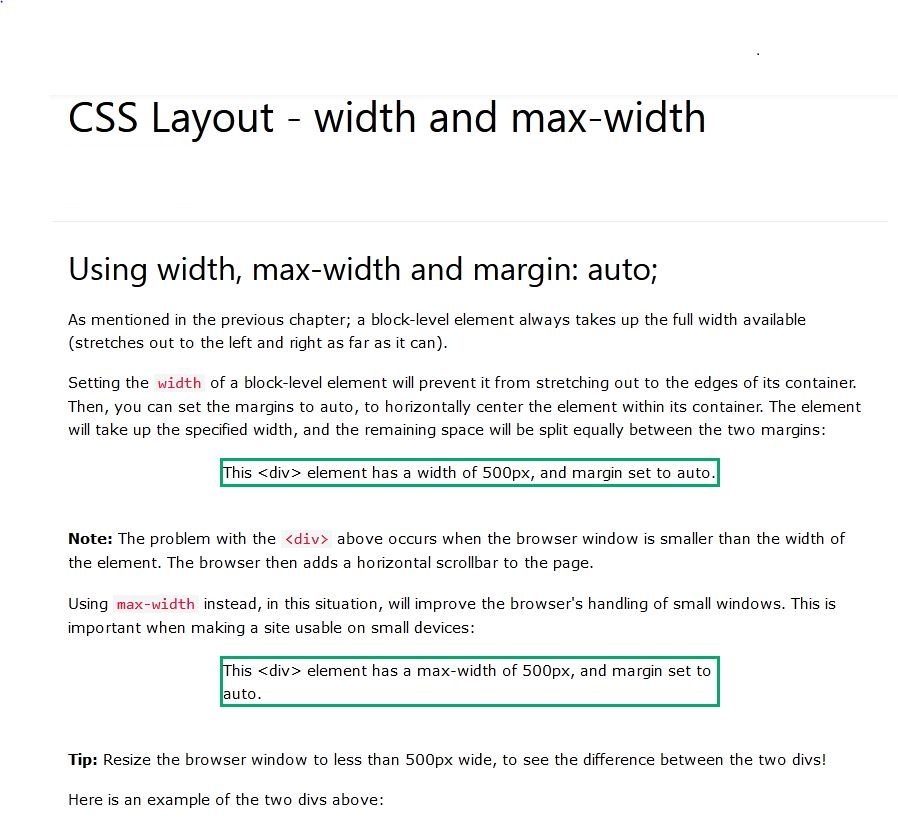 CSS Layout - width and max-width
Using width, max-width and margin: auto;
As mentioned in the previous chapter; a block-level element always takes up the full width available
(stretches out to the left and right as far as it can).
Setting the width of a block-level element will prevent it from stretching out to the edges of its container.
Then, you can set the margins to auto, to horizontally center the element within its container. The element
will take up the specified width, and the remaining space will be split equally between the two margins:
This <div> element has a width of 500px, and margin set to auto.
Note: The problem with the <div> above occurs when the browser window is smaller than the width of
the element. The browser then adds a horizontal scrollbar to the page.
Using max-width instead, in this situation, will improve the browser's handling of small windows. This is
important when making a site usable on small devices:
This <div> element has a max-width of 500px, and margin set to
auto.
Tip: Resize the browser window to less than 500px wide, to see the difference between the two divs!
Here is an example of the two divs above: